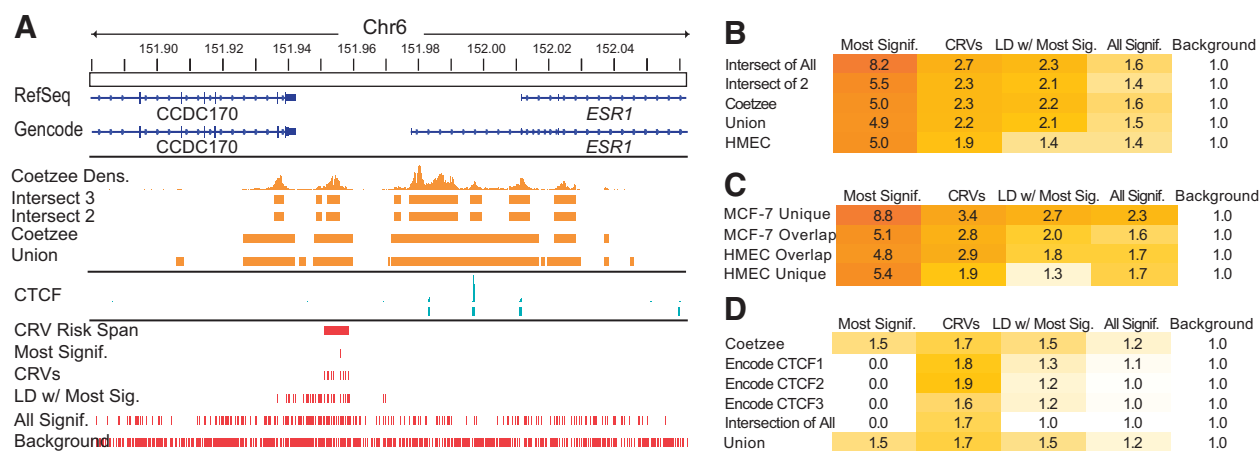 A
Chr6
151.90 151.92 151.94 151.96 151.98 152.00 152.02 152.04
RefSeq
CCDC170 ESR1
Gencode
CCDC170 ESR1
Coetzee Dens.
Intersect 3
Intersect 2
Coetzee
Union
CTCF
CRV Risk Span
Most Signif.
CRVs
LD w/ Most Sig.
All Signif.
Background
B
Most Signif. CRVs LD w/ Most Sig. All Signif. Background
Intersect of All 8.2 2.7 2.3 1.6 1.0
Intersect of 2 5.5 2.3 2.1 1.4 1.0
Coetzee 5.0 2.3 2.2 1.6 1.0
Union 4.9 2.2 2.1 1.5 1.0
HMEC 5.0 1.9 1.4 1.4 1.0
C
Most Signif. CRVs LD w/ Most Sig. All Signif. Background
MCF-7 Unique 8.8 3.4 2.7 2.3 1.0
MCF-7 Overlap 5.1 2.8 2.0 1.6 1.0
HMEC Overlap 4.8 2.9 1.8 1.7 1.0
HMEC Unique 5.4 1.9 1.3 1.7 1.0
D
Most Signif. CRVs LD w/ Most Sig. All Signif. Background
Coetzee 1.5 1.7 1.5 1.2 1.0
Encode CTCF1 0.0 1.8 1.3 1.1 1.0
Encode CTCF2 0.0 1.9 1.2 1.0 1.0
Encode CTCF3 0.0 1.6 1.2 1.0 1.0
Intersection of All 0.0 1.7 1.0 1.0 1.0
Union 1.5 1.7 1.5 1.2 1.0